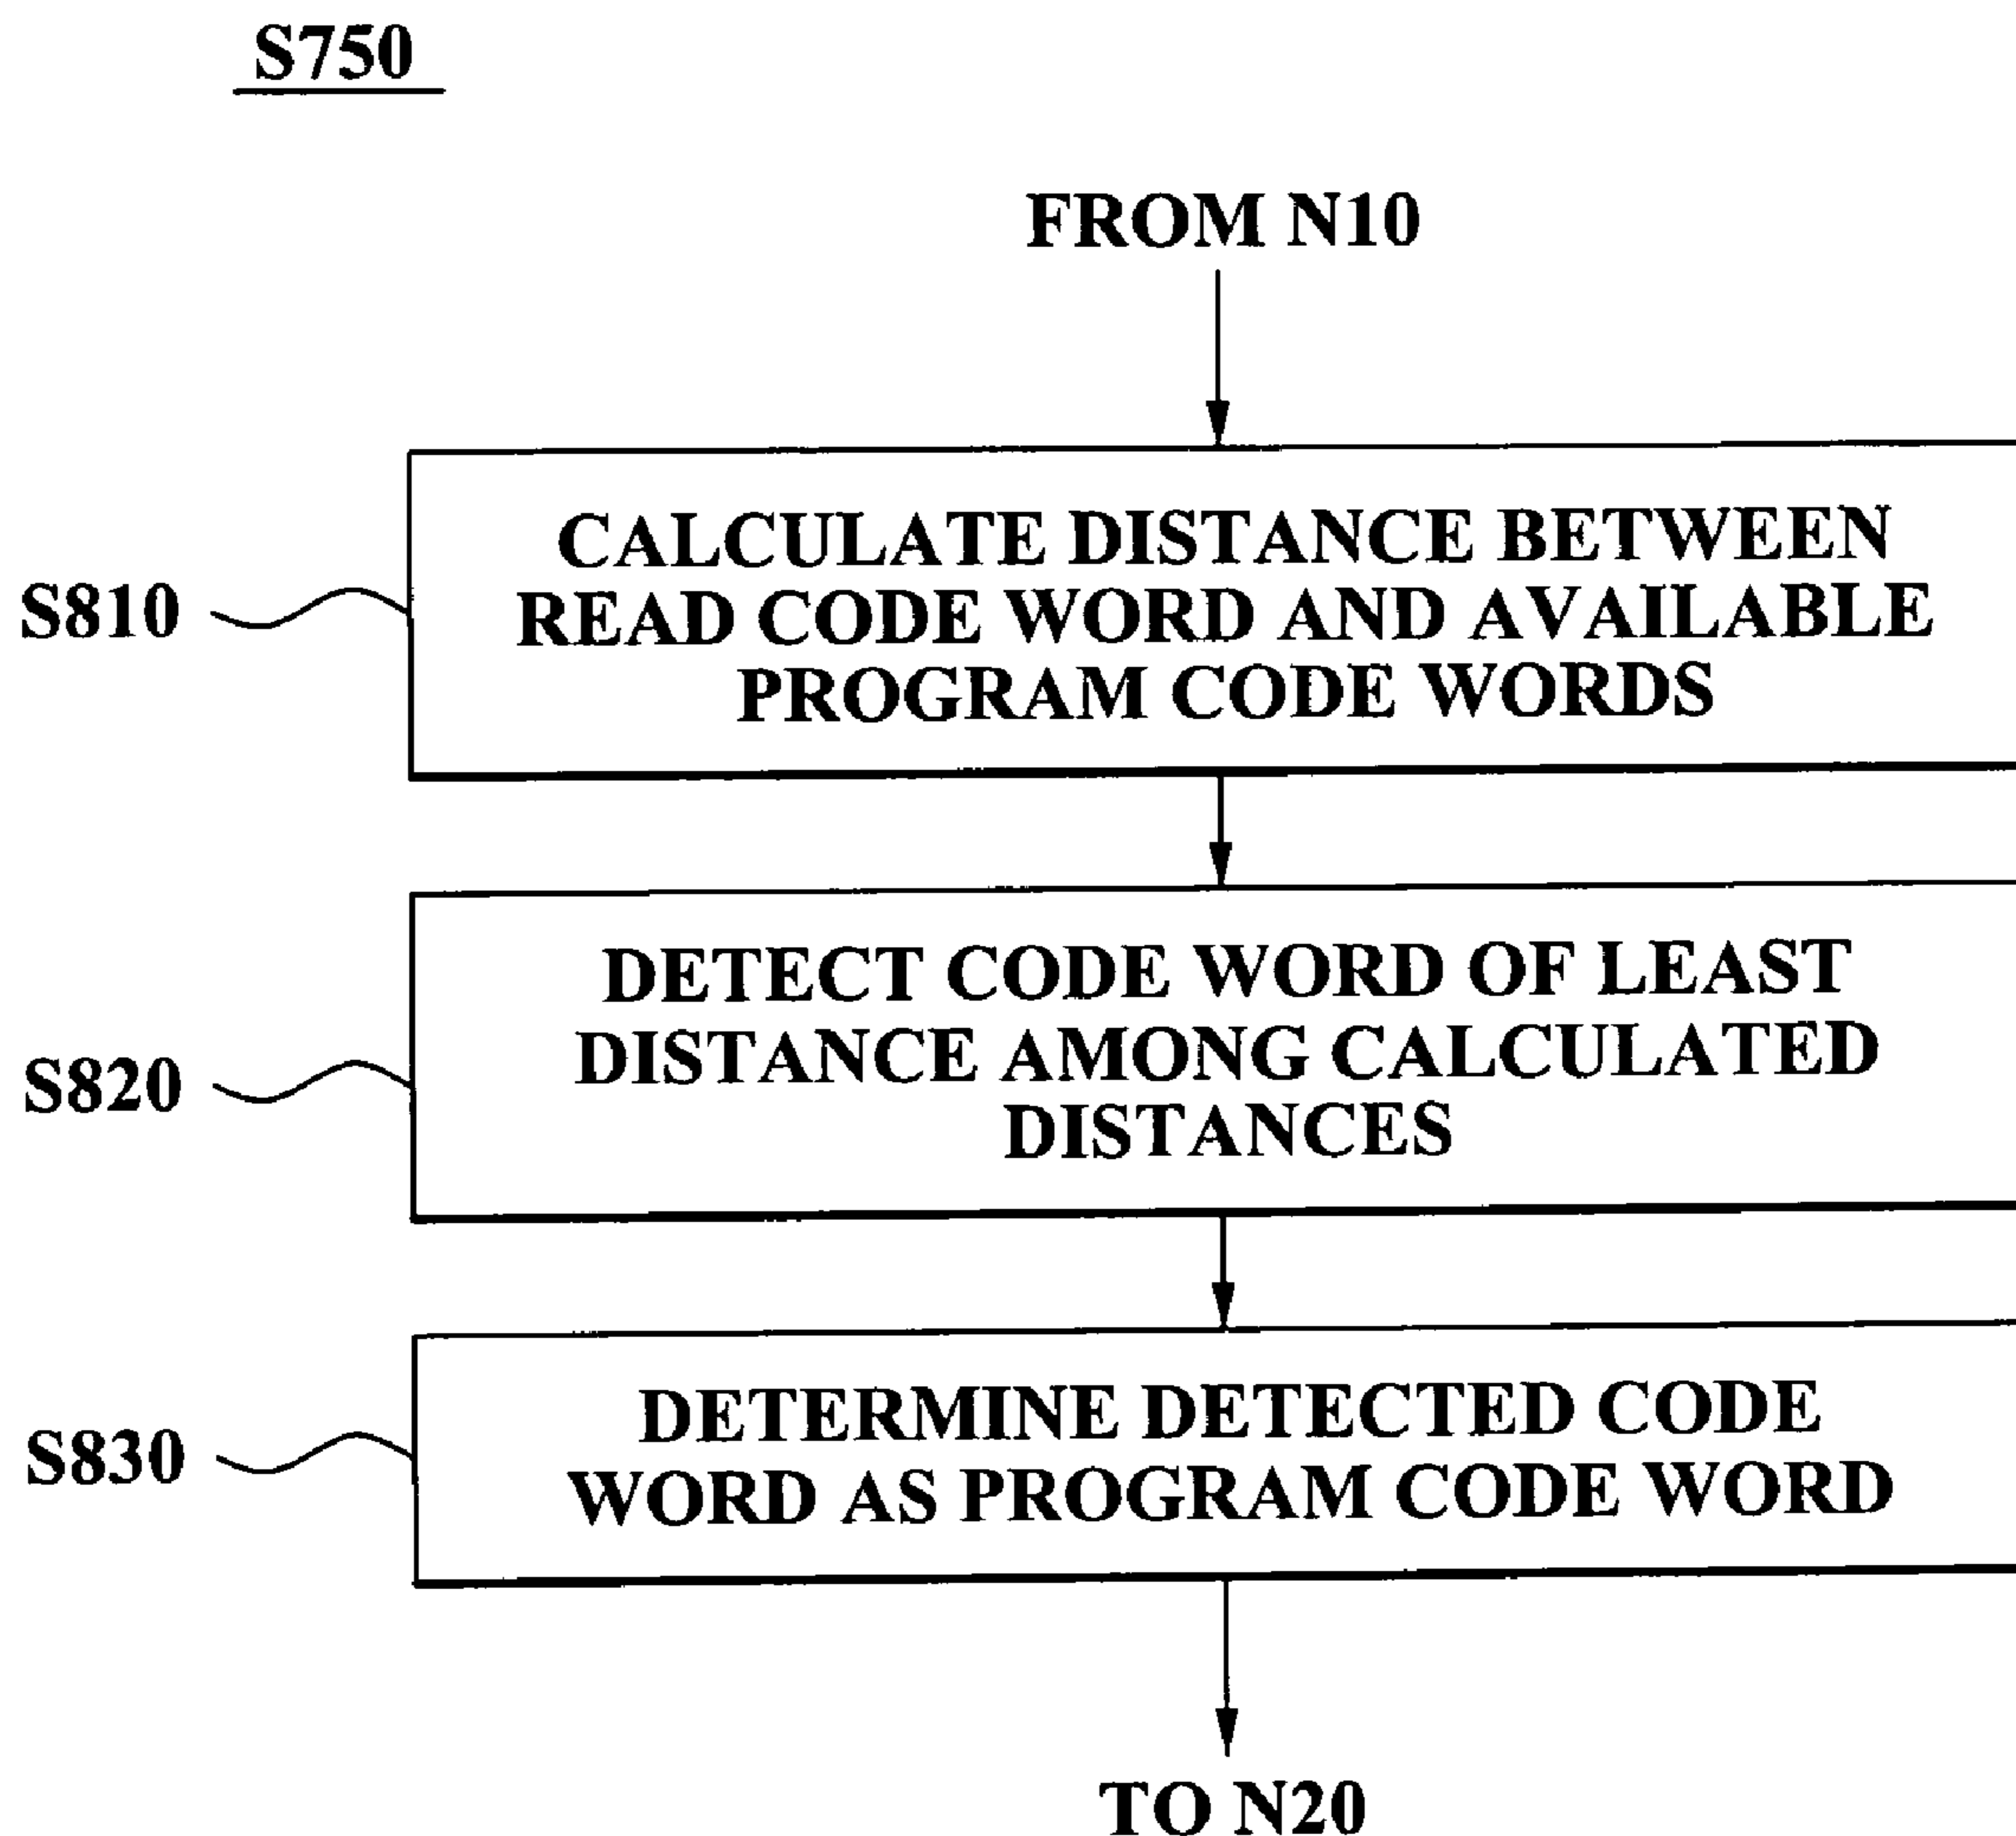 S750
FROM N10
CALCULATE DISTANCE BETWEEN
S810
READ CODE WORD AND AVAILABLE
PROGRAM CODE WORDS
DETECT CODE WORD OF LEAST
S820
DISTANCE AMONG CALCULATED
DISTANCES
DETERMINE DETECTED CODE
S830
WORD AS PROGRAM CODE WORD
TO N20